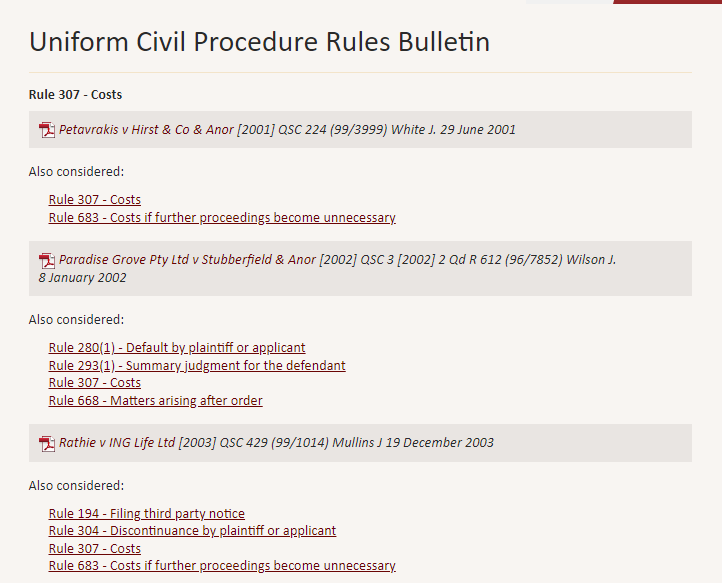 Uniform Civil Procedure Rules Bulletin
Rule 307 - Costs
Petavrakis v Hirst & Co & Anor [2001] QSC 224 (99/3999) White J. 29 June 2001
Also considered:
Rule 307 - Costs
Rule 683 - Costs if further proceedings become unnecessary
Paradise Grove Pty Ltd v Stubberfield & Anor [2002] QSC 3 [2002] 2 Qd R 612 (96/7852) Wilson J.
8 January 2002
Also considered:
Rule 280(1) - Default by plaintiff or applicant
Rule 293(1) - Summary judgment for the defendant
Rule 307 - Costs
Rule 668 - Matters arising after order
Rathie v ING Life Ltd [2003] QSC 429 (99/1014) Mullins J 19 December 2003
Also considered:
Rule 194 - Filing third party notice
Rule 304 - Discontinuance by plaintiff or applicant
Rule 307 - Costs
Rule 683 - Costs if further proceedings become unnecessary